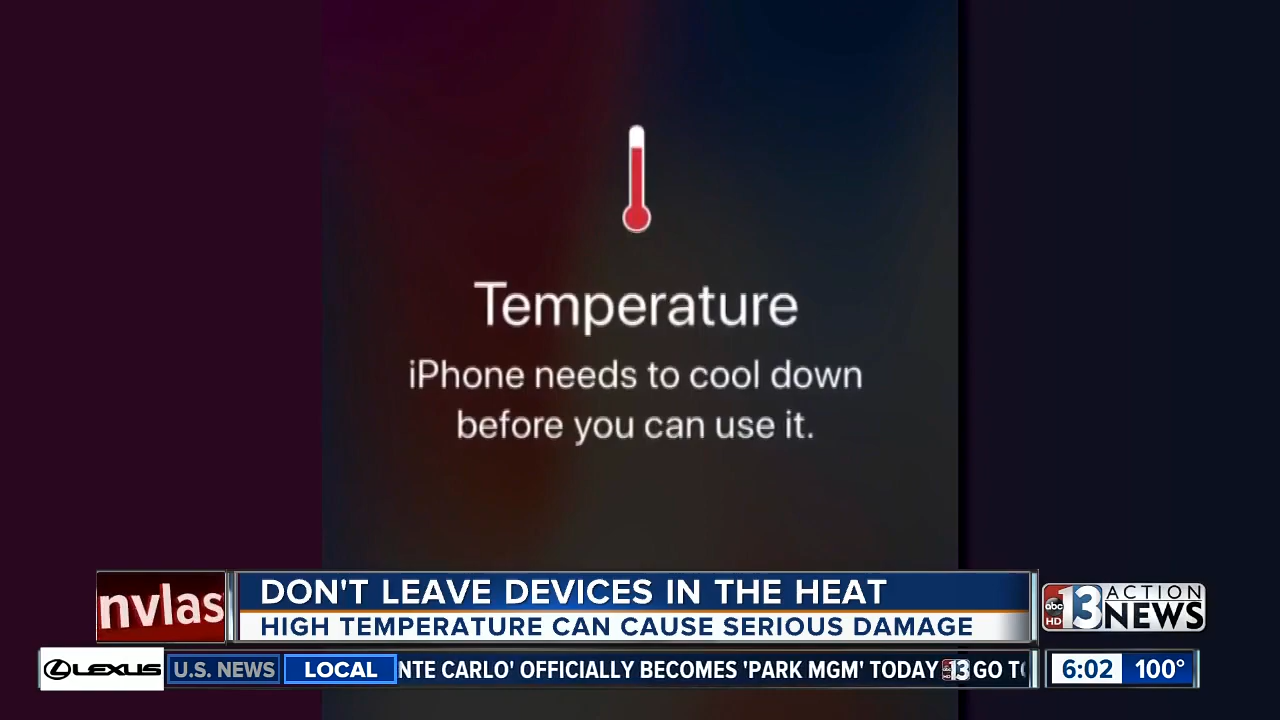 Temperature
iPhone needs to cool down
before you can use it.
nvlas
DON'T LEAVE DEVICES IN THE HEAT
HIGH TEMPERATURE CAN CAUSE SERIOUS DAMAGE
abc HD 13 ACTION NEWS
LEXUS U.S. NEWS LOCAL NTE CARLO' OFFICIALLY BECOMES 'PARK MGM' TODAY 13 GO TO 6:02 100°